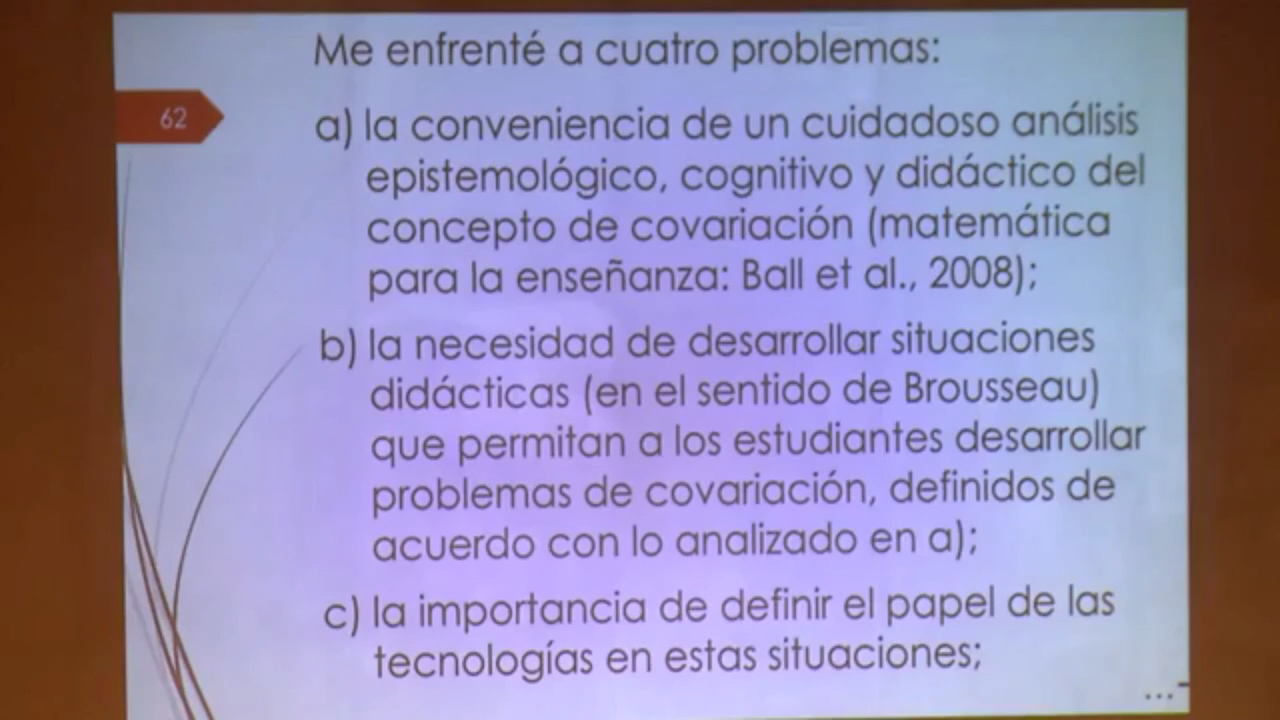 Me enfrenté a cuatro problemas:
62
a) la conveniencia de un cuidadoso análisis
epistemológico, cognitivo y didáctico del
concepto de covariación (matemática
para la enseñanza: Ball et al., 2008);
b) la necesidad de desarrollar situaciones
didácticas (en el sentido de Brousseau)
que permitan a los estudiantes desarrollar
problemas de covariación, definidos de
acuerdo con lo analizado en a);
c) la importancia de definir el papel de las
tecnologías en estas situaciones;
...